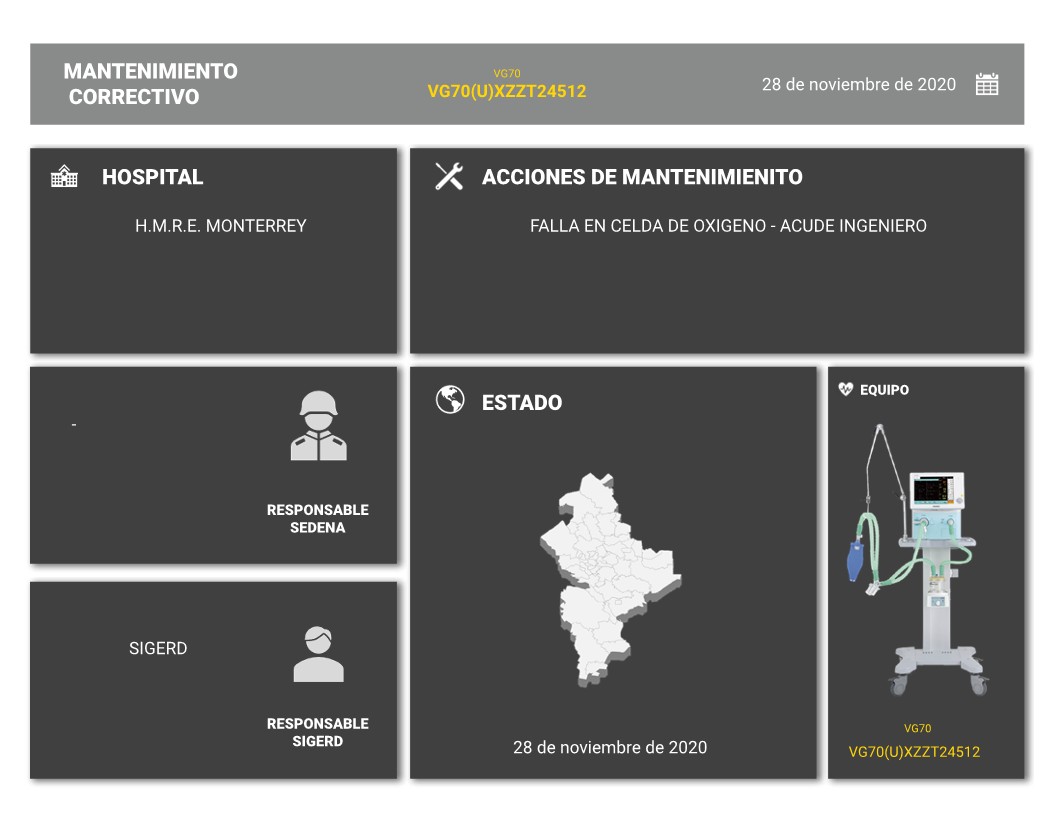 MANTENIMIENTO
CORRECTIVO
VG70
VG70(U)XZZT24512
28 de noviembre de 2020
HOSPITAL
H.M.R.E. MONTERREY
ACCIONES DE MANTENIMIENITO
FALLA EN CELDA DE OXIGENO - ACUDE INGENIERO
-
RESPONSABLE
SEDENA
SIGERD
RESPONSABLE
SIGERD
ESTADO
28 de noviembre de 2020
EQUIPO
VG70
VG70(U)XZZT24512